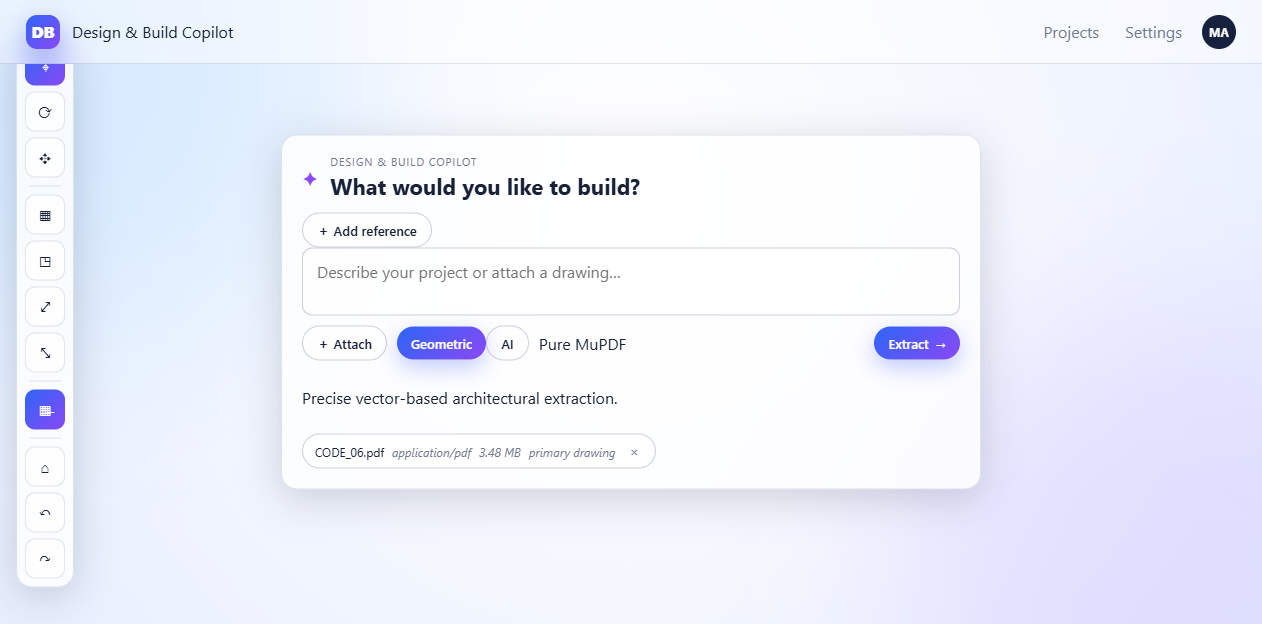 DB Design & Build Copilot
Projects Settings MA
DESIGN & BUILD COPILOT
What would you like to build?
+ Add reference
Describe your project or attach a drawing...
+ Attach Geometric AI Pure MuPDF Extract →
Precise vector-based architectural extraction.
CODE_06.pdf application/pdf 3.48 MB primary drawing ×